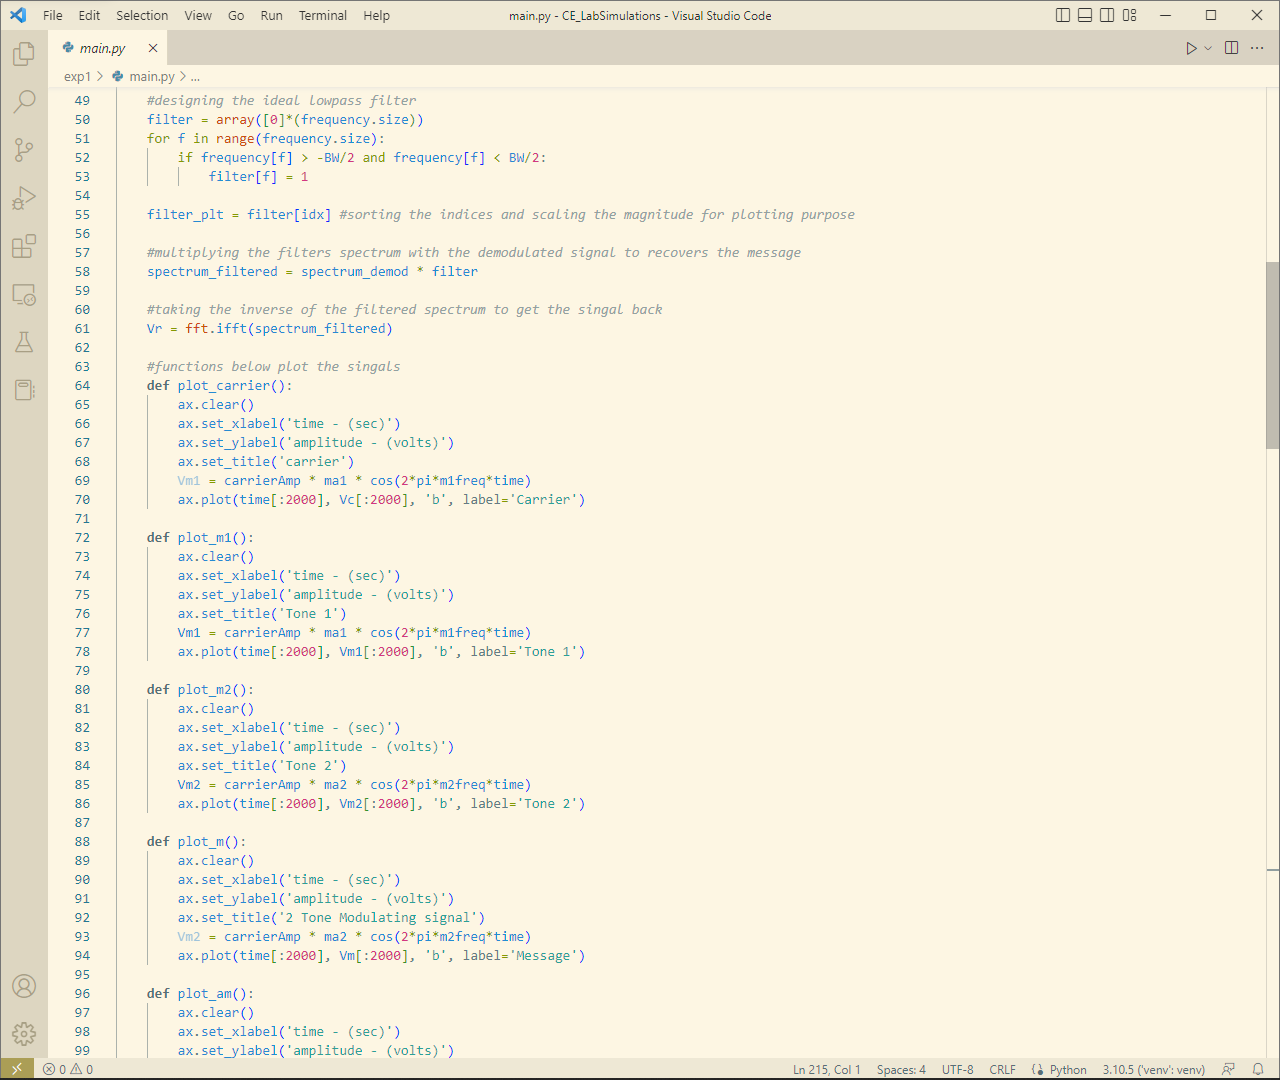 File Edit Selection View Go Run Terminal Help main.py - CE_LabSimulations - Visual Studio Code
main.py
exp1 > main.py > ...
49 #designing the ideal lowpass filter
50 filter = array([0]*(frequency.size))
51 for f in range(frequency.size):
52 if frequency[f] > -BW/2 and frequency[f] < BW/2:
53 filter[f] = 1
54
55 filter_plt = filter[idx] #sorting the indices and scaling the magnitude for plotting purpose
56
57 #multiplying the filters spectrum with the demodulated signal to recovers the message
58 spectrum_filtered = spectrum_demod * filter
59
60 #taking the inverse of the filtered spectrum to get the singal back
61 Vr = fft.ifft(spectrum_filtered)
62
63 #functions below plot the singals
64 def plot_carrier():
65 ax.clear()
66 ax.set_xlabel('time - (sec)')
67 ax.set_ylabel('amplitude - (volts)')
68 ax.set_title('carrier')
69 Vm1 = carrierAmp * ma1 * cos(2*pi*m1freq*time)
70 ax.plot(time[:2000], Vc[:2000], 'b', label='Carrier')
71
72 def plot_m1():
73 ax.clear()
74 ax.set_xlabel('time - (sec)')
75 ax.set_ylabel('amplitude - (volts)')
76 ax.set_title('Tone 1')
77 Vm1 = carrierAmp * ma1 * cos(2*pi*m1freq*time)
78 ax.plot(time[:2000], Vm1[:2000], 'b', label='Tone 1')
79
80 def plot_m2():
81 ax.clear()
82 ax.set_xlabel('time - (sec)')
83 ax.set_ylabel('amplitude - (volts)')
84 ax.set_title('Tone 2')
85 Vm2 = carrierAmp * ma2 * cos(2*pi*m2freq*time)
86 ax.plot(time[:2000], Vm2[:2000], 'b', label='Tone 2')
87
88 def plot_m():
89 ax.clear()
90 ax.set_xlabel('time - (sec)')
91 ax.set_ylabel('amplitude - (volts)')
92 ax.set_title('2 Tone Modulating signal')
93 Vm2 = carrierAmp * ma2 * cos(2*pi*m2freq*time)
94 ax.plot(time[:2000], Vm[:2000], 'b', label='Message')
95
96 def plot_am():
97 ax.clear()
98 ax.set_xlabel('time - (sec)')
99 ax.set_ylabel('amplitude - (volts)')
0 0 Ln 215, Col 1 Spaces: 4 UTF-8 CRLF Python 3.10.5 ('venv': venv)